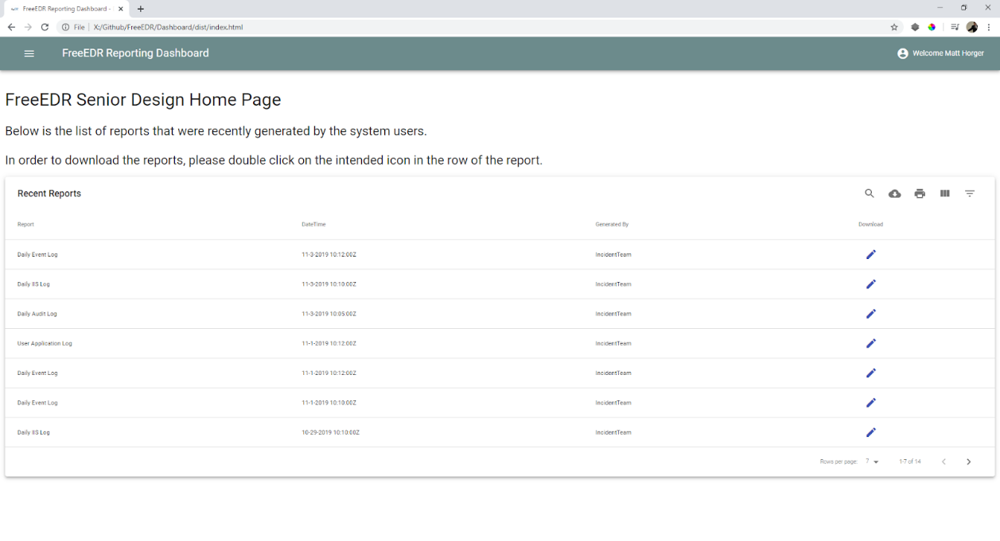 FreeEDR Reporting Dashboard -
File
X:/Github/FreeEDR/Dashboard/dist/index.html
FreeEDR Reporting Dashboard
Welcome Matt Horger
FreeEDR Senior Design Home Page
Below is the list of reports that were recently generated by the system users.
In order to download the reports, please double click on the intended icon in the row of the report.
Recent Reports
Report DateTime Generated By Download
Daily Event Log 11-3-2019 10:12:00Z IncidentTeam
Daily IIS Log 11-3-2019 10:10:00Z IncidentTeam
Daily Audit Log 11-3-2019 10:05:00Z IncidentTeam
User Application Log 11-1-2019 10:12:00Z IncidentTeam
Daily Event Log 11-1-2019 10:12:00Z IncidentTeam
Daily Event Log 11-1-2019 10:10:00Z IncidentTeam
Daily IIS Log 10-29-2019 10:10:00Z IncidentTeam
Rows per page: 7 1-7 of 14